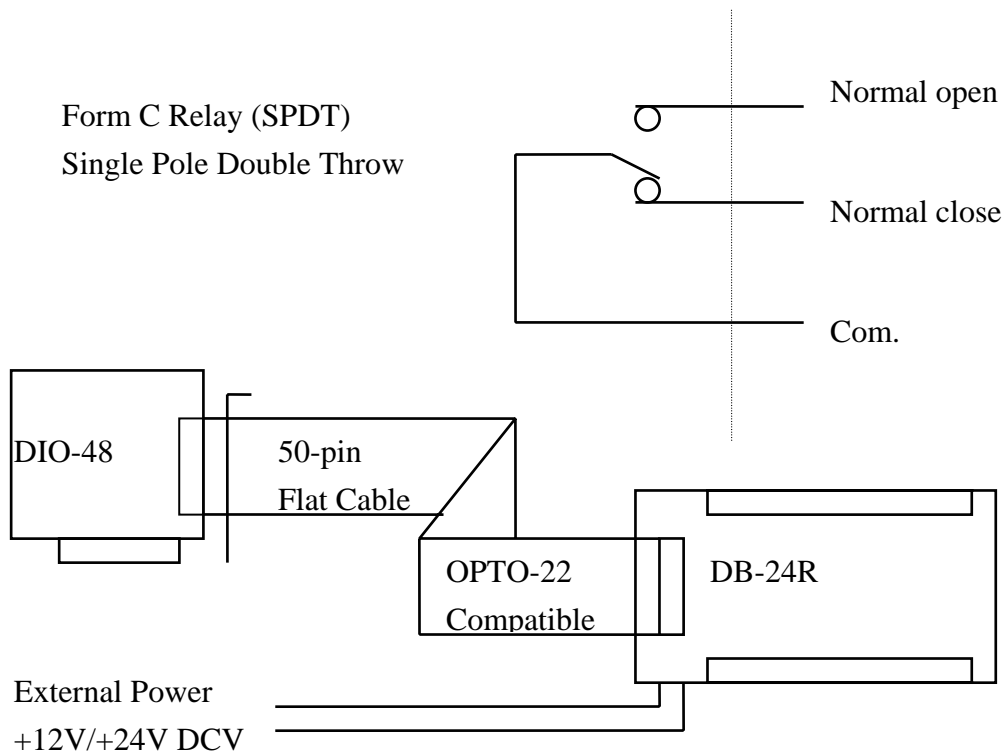 Form C Relay (SPDT)
Single Pole Double Throw
Normal open
Normal close
Com.
DIO-48
50-pin
Flat Cable
OPTO-22
Compatible
DB-24R
External Power
+12V/+24V DCV